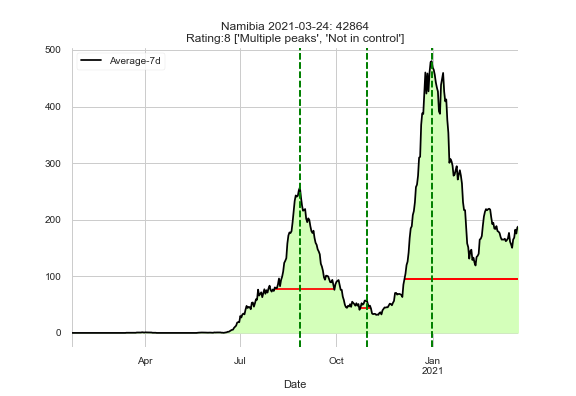 Namibia 2021-03-24: 42864
Rating:8 ['Multiple peaks', 'Not in control']
500
Average-7d
400
300
200
100
0
Apr
Jul
Oct
Jan
2021
Date